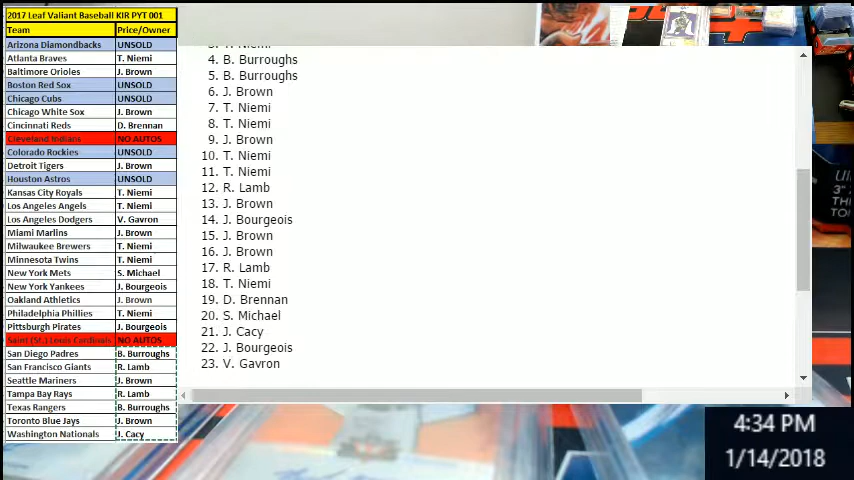 2017 Leaf Valiant Baseball KIR PYT 001
Team Price/Owner
Arizona Diamondbacks UNSOLD
Atlanta Braves T. Niemi
Baltimore Orioles J. Brown
Boston Red Sox UNSOLD
Chicago Cubs UNSOLD
Chicago White Sox J. Brown
Cincinnati Reds D. Brennan
Cleveland Indians NO AUTOS
Colorado Rockies UNSOLD
Detroit Tigers J. Brown
Houston Astros UNSOLD
Kansas City Royals T. Niemi
Los Angeles Angels T. Niemi
Los Angeles Dodgers V. Gavron
Miami Marlins J. Brown
Milwaukee Brewers T. Niemi
Minnesota Twins T. Niemi
New York Mets S. Michael
New York Yankees J. Bourgeois
Oakland Athletics J. Brown
Philadelphia Phillies T. Niemi
Pittsburgh Pirates J. Bourgeois
Saint (St.) Louis Cardinals NO AUTOS
San Diego Padres B. Burroughs
San Francisco Giants R. Lamb
Seattle Mariners J. Brown
Tampa Bay Rays R. Lamb
Texas Rangers B. Burroughs
Toronto Blue Jays J. Brown
Washington Nationals J. Cacy
4. B. Burroughs
5. B. Burroughs
6. J. Brown
7. T. Niemi
8. T. Niemi
9. J. Brown
10. T. Niemi
11. T. Niemi
12. R. Lamb
13. J. Brown
14. J. Bourgeois
15. J. Brown
16. J. Brown
17. R. Lamb
18. T. Niemi
19. D. Brennan
20. S. Michael
21. J. Cacy
22. J. Bourgeois
23. V. Gavron
4:34 PM
1/14/2018